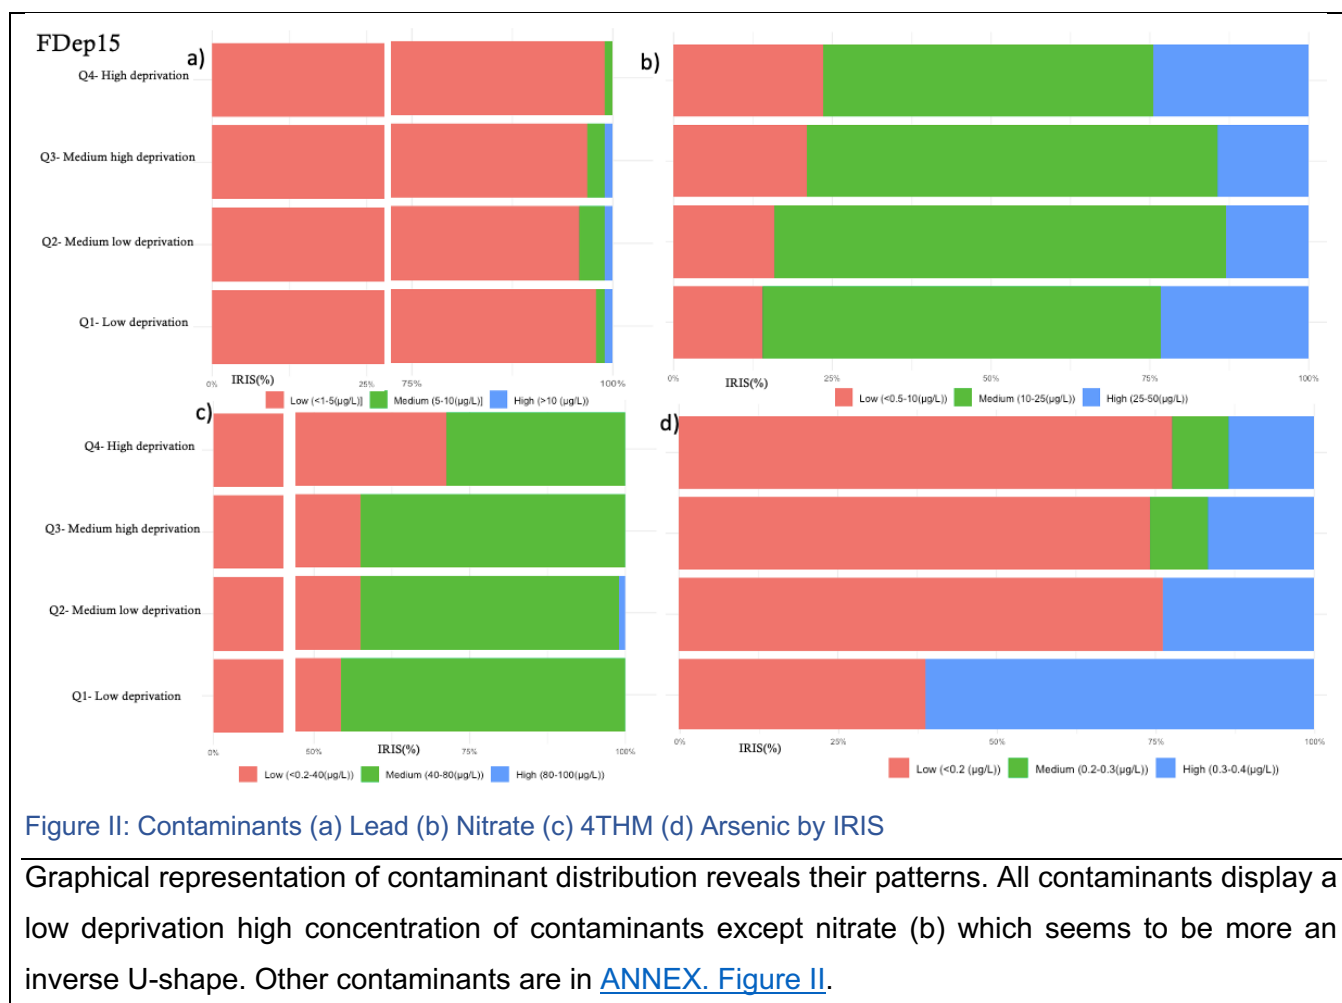 FDep15
a)
Q4- High deprivation
Q3- Medium high deprivation
Q2- Medium low deprivation
Q1- Low deprivation
0% 25% 75% 100%
IRIS(%)
Low (<1-5(µg/L)] Medium (5-10(µg/L)] High (>10 (µg/L))
b)
0% 25% 50% 75% 100%
IRIS(%)
Low (<0.5-10(µg/L)) Medium (10-25(µg/L)) High (25-50(µg/L))
c)
Q4- High deprivation
Q3- Medium high deprivation
Q2- Medium low deprivation
Q1- Low deprivation
0% 50% 75% 100%
IRIS(%)
Low (<0.2-40(µg/L)) Medium (40-80(µg/L)) High (80-100(µg/L))
d)
0% 25% 50% 75% 100%
IRIS(%)
Low (<0.2 (µg/L)) Medium (0.2-0.3(µg/L)) High (0.3-0.4(µg/L))
Figure II: Contaminants (a) Lead (b) Nitrate (c) 4THM (d) Arsenic by IRIS
Graphical representation of contaminant distribution reveals their patterns. All contaminants display a
low deprivation high concentration of contaminants except nitrate (b) which seems to be more an
inverse U-shape. Other contaminants are in ANNEX. Figure II.